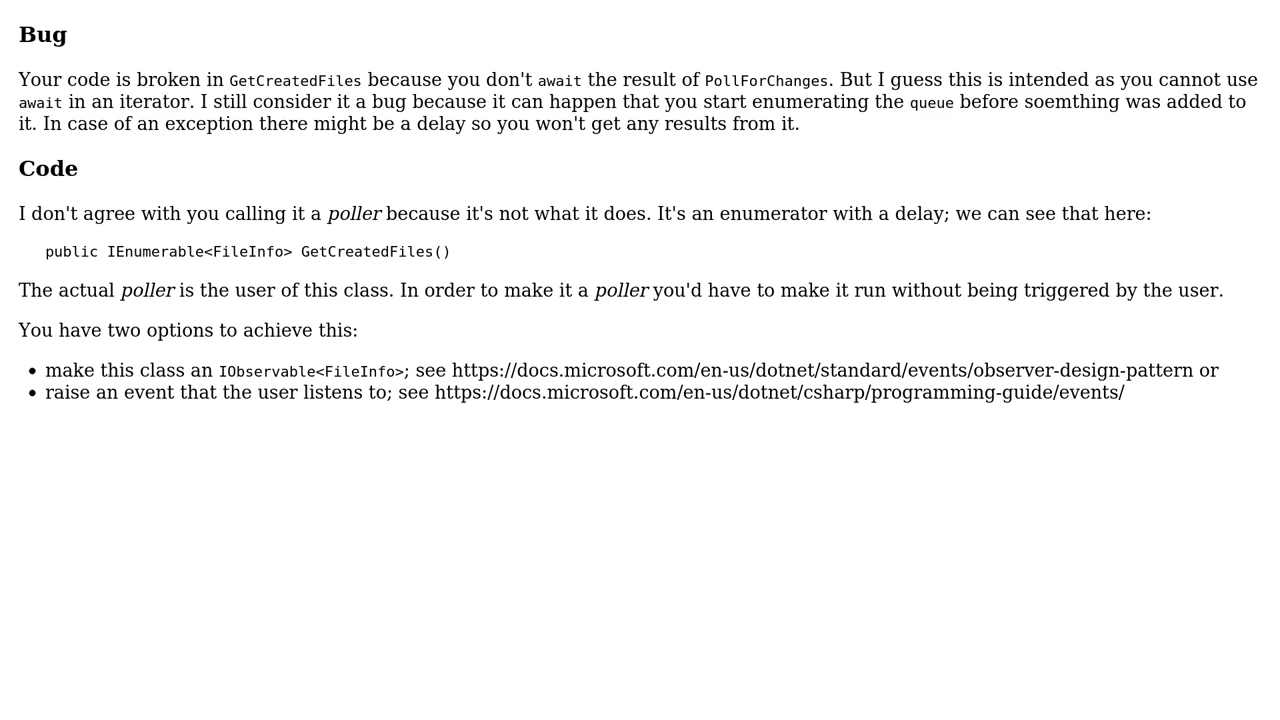 Bug
Your code is broken in GetCreatedFiles because you don't await the result of PollForChanges. But I guess this is intended as you cannot use
await in an iterator. I still consider it a bug because it can happen that you start enumerating the queue before soemthing was added to
it. In case of an exception there might be a delay so you won't get any results from it.
Code
I don't agree with you calling it a poller because it's not what it does. It's an enumerator with a delay; we can see that here:
public IEnumerable<FileInfo> GetCreatedFiles()
The actual poller is the user of this class. In order to make it a poller you'd have to make it run without being triggered by the user.
You have two options to achieve this:
• make this class an IObservable<FileInfo>; see https://docs.microsoft.com/en-us/dotnet/standard/events/observer-design-pattern or
• raise an event that the user listens to; see https://docs.microsoft.com/en-us/dotnet/csharp/programming-guide/events/